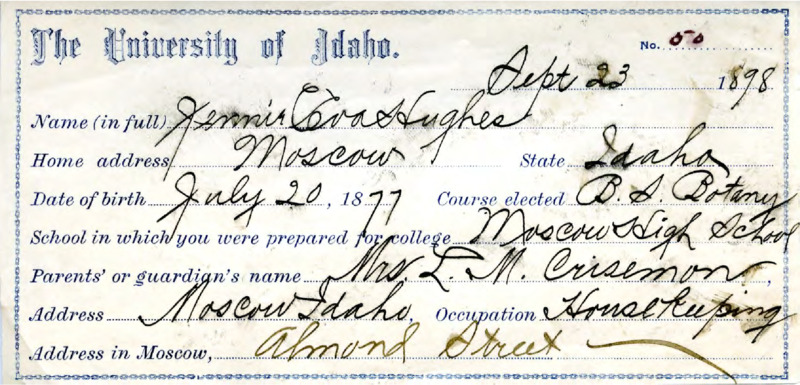 The University of Idaho.
No. 50
Sept 23 1898
Name (in full) Jennie Eva Hughes
Home address Moscow State Idaho
Date of birth July 20, 1877 Course elected B. S. Botany
School in which you were prepared for college Moscow High School
Parents' or guardian's name Mrs. L. M. Crisemon,
Address Moscow Idaho, Occupation Housekeeping
Address in Moscow, Almond Street